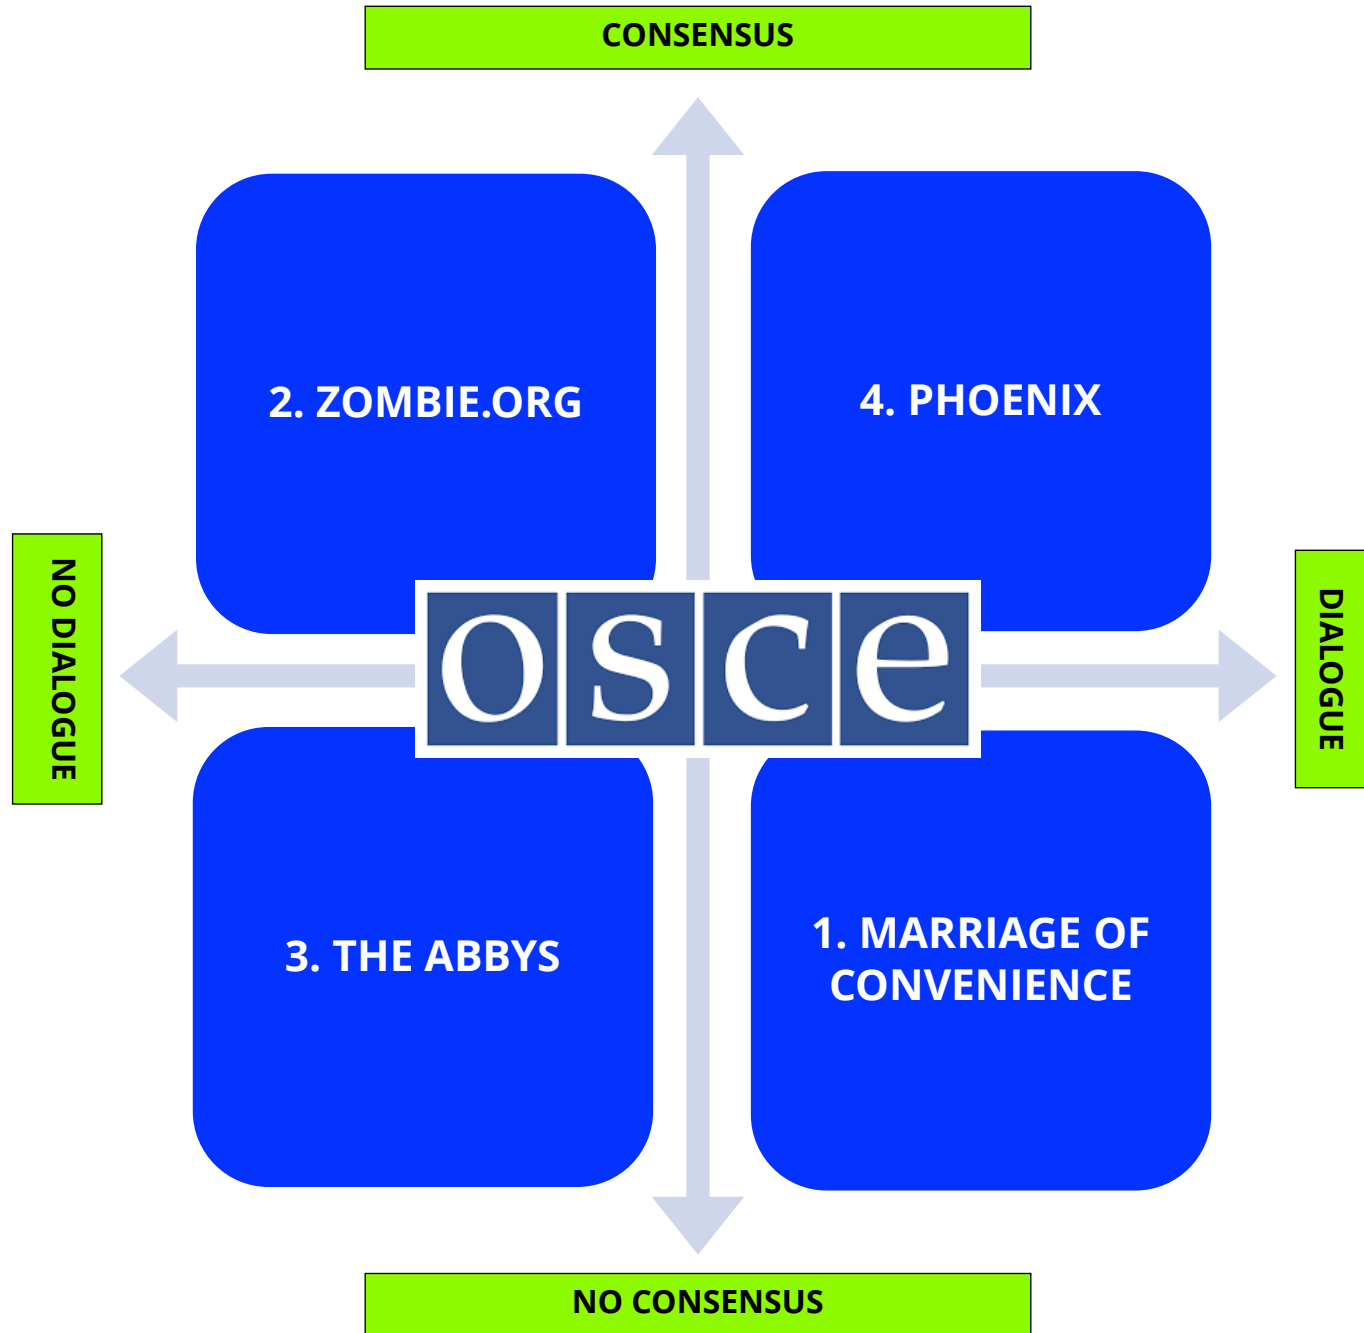 CONSENSUS
2. ZOMBIE.ORG
4. PHOENIX
NO DIALOGUE
osce
DIALOGUE
3. THE ABBYS
1. MARRIAGE OF
CONVENIENCE
NO CONSENSUS